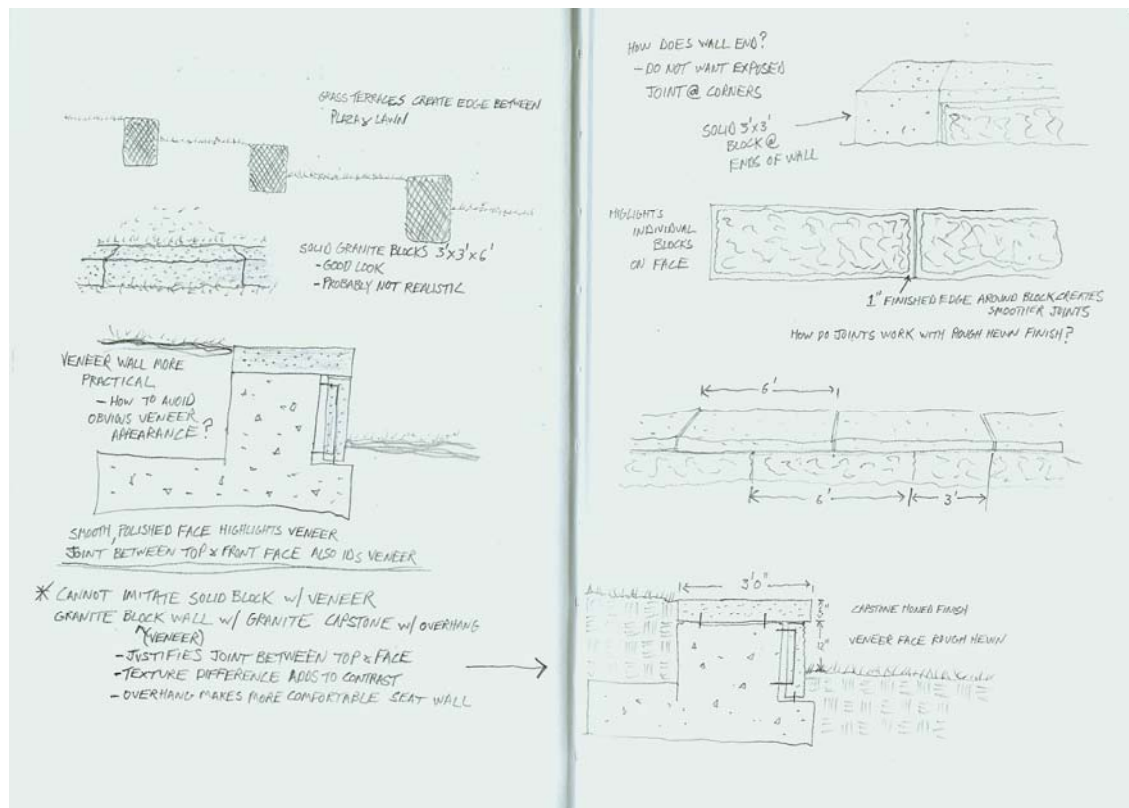 GRASS TERRACES CREATE EDGE BETWEEN
PLAZA & LAWN
SOLID GRANITE BLOCKS 3'x3'x6'
- GOOD LOOK
- PROBABLY NOT REALISTIC
VENEER WALL MORE
PRACTICAL
- HOW TO AVOID
OBVIOUS VENEER
APPEARANCE?
SMOOTH, POLISHED FACE HIGHLIGHTS VENEER
JOINT BETWEEN TOP & FRONT FACE ALSO IDs VENEER
* CANNOT IMITATE SOLID BLOCK W/ VENEER
GRANITE BLOCK WALL W/ GRANITE CAPSTONE W/ OVERHANG
(VENEER)
- JUSTIFIES JOINT BETWEEN TOP & FACE
- TEXTURE DIFFERENCE ADDS TO CONTRAST
- OVERHANG MAKES MORE COMFORTABLE SEAT WALL
HOW DOES WALL END?
- DO NOT WANT EXPOSED
JOINT @ CORNERS
SOLID 3'x3'
BLOCK @
ENDS OF WALL
HIGLIGHTS
INDIVIDUAL
BLOCKS
ON FACE
1" FINISHED EDGE AROUND BLOCK CREATES
SMOOTHER JOINTS
HOW DO JOINTS WORK WITH ROUGH HEWN FINISH?
6'
6'
3'
3'0"
5"
CAPSTONE HONED FINISH
12"
VENEER FACE ROUGH HEWN